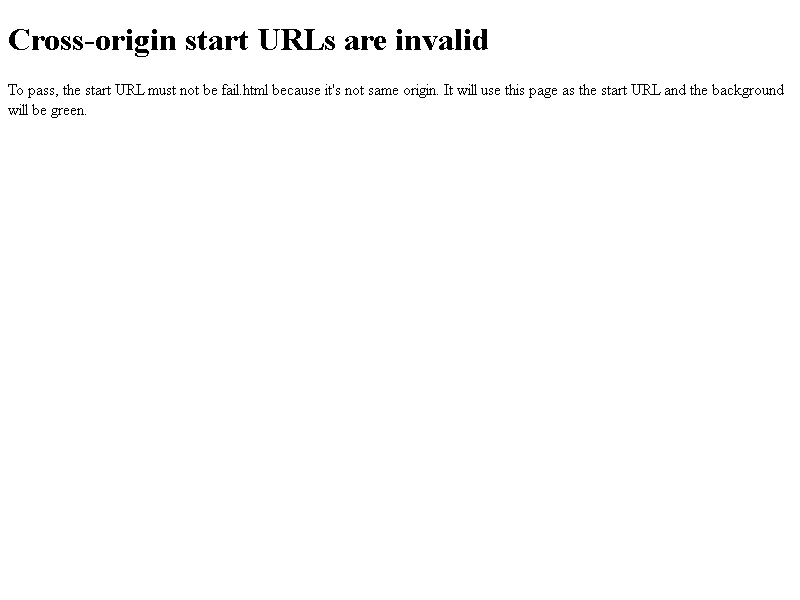 Cross-origin start URLs are invalid
To pass, the start URL must not be fail.html because it's not same origin. It will use this page as the start URL and the background
will be green.